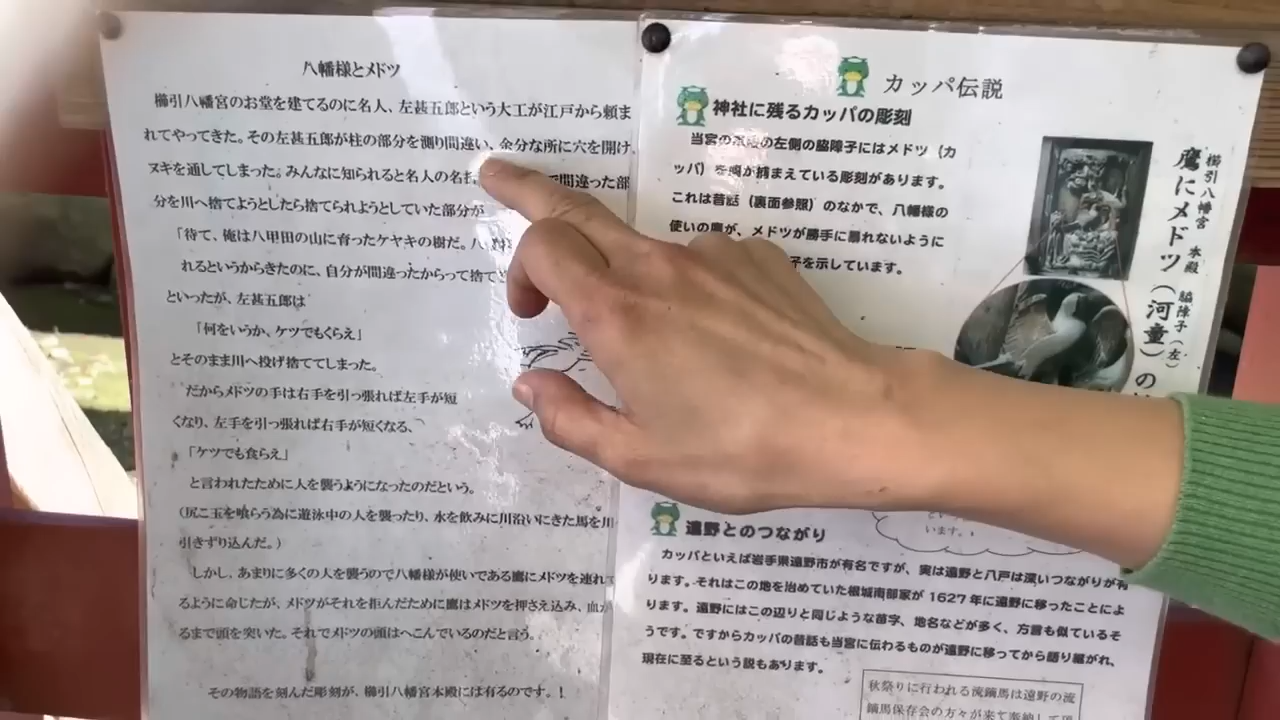 八幡様とメドツ
櫛引八幡宮のお堂を建てるのに名人、左甚五郎という大工が江戸から頼ま
れてやってきた。その左甚五郎が柱の部分を測り間違い、余分な所に穴を開け、
ヌキを通してしまった。みんなに知られると名人の名
で間違った部
分を川へ捨てようとしたら捨てられようとしていた部分が
「待て、俺は八甲田の山に育ったケヤキの樹だ。八
れるというからきたのに、自分が間違ったからって捨て
といったが、左甚五郎は
「何をいうか、ケツでもくらえ」
とそのまま川へ投げ捨ててしまった。
だからメドツの手は右手を引っ張れば左手が短
くなり、左手を引っ張れば右手が短くなる、
「ケツでも食らえ」
と言われたために人を襲うようになったのだという。
(尻こ玉を喰らう為に遊泳中の人を襲ったり、水を飲みに川沿いにきた馬を川
引きずり込んだ。)
しかし、あまりに多くの人を襲うので八幡様が使いである鷹にメドツを連れて
るように命じたが、メドツがそれを拒んだために鷹はメドツを押さえ込み、血が
るまで頭を突いた。それでメドツの頭はへこんでいるのだと言う。
その物語を刻んだ彫刻が、櫛引八幡宮本殿には有るのです。!
カッパ伝説
神社に残るカッパの彫刻
当宮の の左側の脇障子にはメドツ(カ
ッパ)を鷹が捕まえている彫刻があります。
これは昔話(裏面参照)のなかで、八幡様の
使いの鷹が、メドツが勝手に暴れないように
子を示しています。
櫛引八幡宮 本殿 脇障子(左)
鷹にメドツ(河童)の
います。
遠野とのつながり
カッパといえば岩手県遠野市が有名ですが、実は遠野と八戸は深いつながりが有
ります。それはこの地を治めていた根城南部家が 1627 年に遠野に移ったことによ
ります。遠野にはこの辺りと同じような苗字、地名などが多く、方言も似ているそ
うです。ですからカッパの昔話も当宮に伝わるものが遠野に移ってから語り継がれ、
現在に至るという説もあります。
秋祭りに行われる流鏑馬は遠野の流
鏑馬保存会の方々が来て奉納して頂